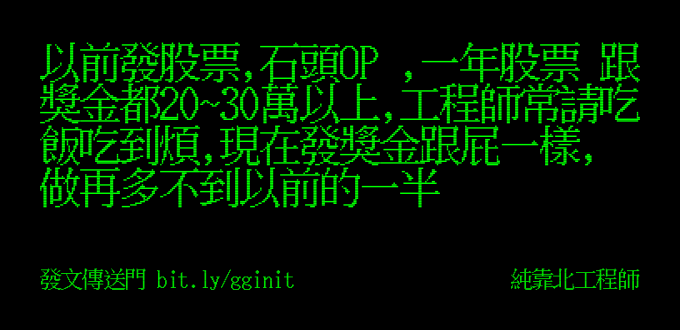 以前發股票,石頭OP ,一年股票 跟
獎金都20~30萬以上,工程師常請吃
飯吃到煩,現在發獎金跟屁一樣,
做再多不到以前的一半
發文傳送門 bit.ly/gginit
純靠北工程師